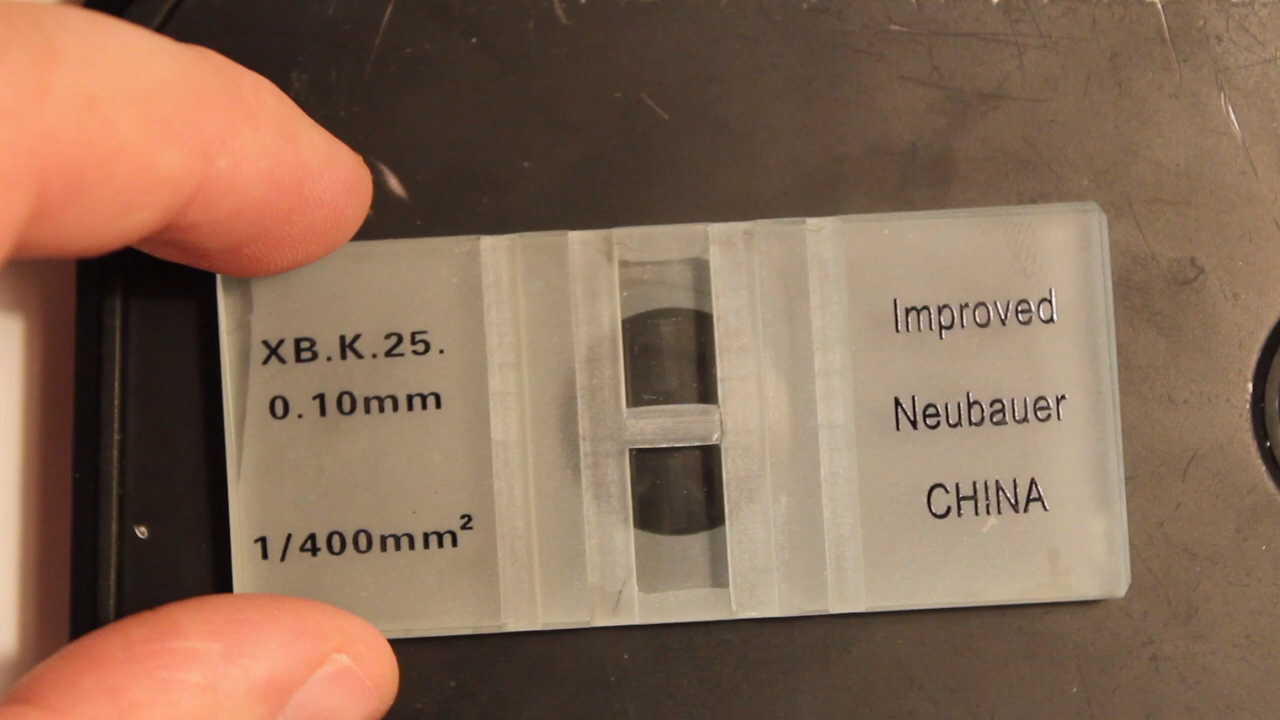 XB.K.25.
0.10mm
1/400mm²
Improved
Neubauer
CHINA